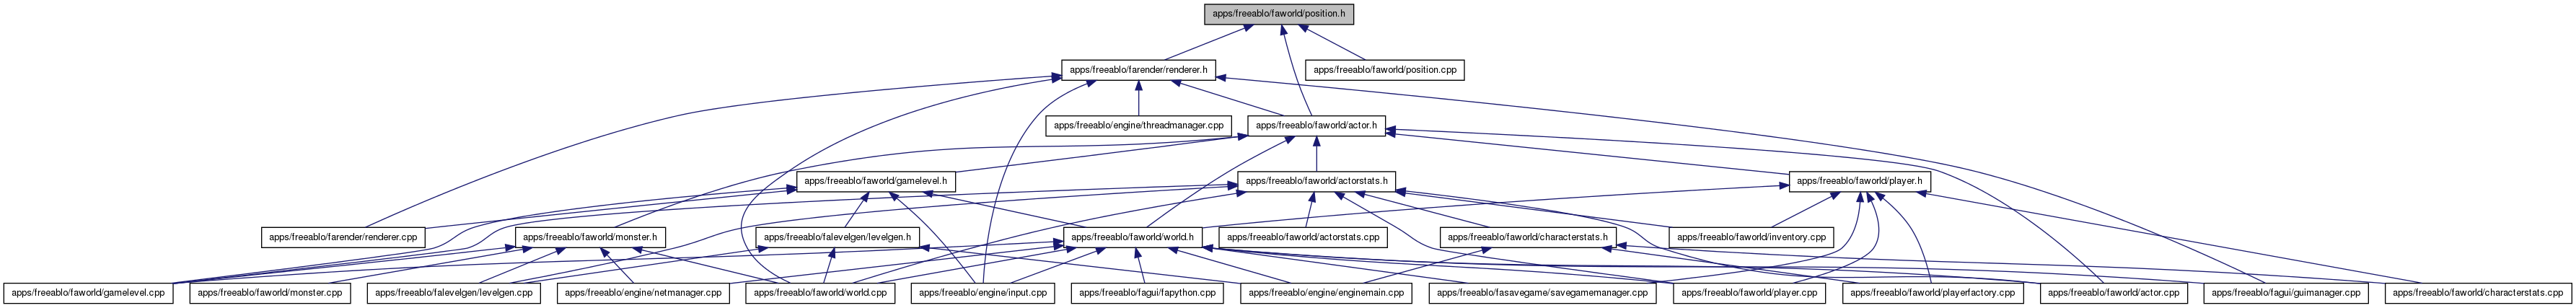 apps/freeablo/faworld/position.h
apps/freeablo/farender/renderer.h
apps/freeablo/faworld/position.cpp
apps/freeablo/engine/threadmanager.cpp
apps/freeablo/faworld/actor.h
apps/freeablo/faworld/gamelevel.h
apps/freeablo/faworld/actorstats.h
apps/freeablo/faworld/player.h
apps/freeablo/farender/renderer.cpp
apps/freeablo/faworld/monster.h
apps/freeablo/falevelgen/levelgen.h
apps/freeablo/faworld/world.h
apps/freeablo/faworld/actorstats.cpp
apps/freeablo/faworld/characterstats.h
apps/freeablo/faworld/inventory.cpp
apps/freeablo/faworld/gamelevel.cpp
apps/freeablo/faworld/monster.cpp
apps/freeablo/falevelgen/levelgen.cpp
apps/freeablo/engine/netmanager.cpp
apps/freeablo/faworld/world.cpp
apps/freeablo/engine/input.cpp
apps/freeablo/fagui/fapython.cpp
apps/freeablo/engine/enginemain.cpp
apps/freeablo/fasavegame/savegamemanager.cpp
apps/freeablo/faworld/player.cpp
apps/freeablo/faworld/playerfactory.cpp
apps/freeablo/faworld/actor.cpp
apps/freeablo/fagui/guimanager.cpp
apps/freeablo/faworld/characterstats.cpp